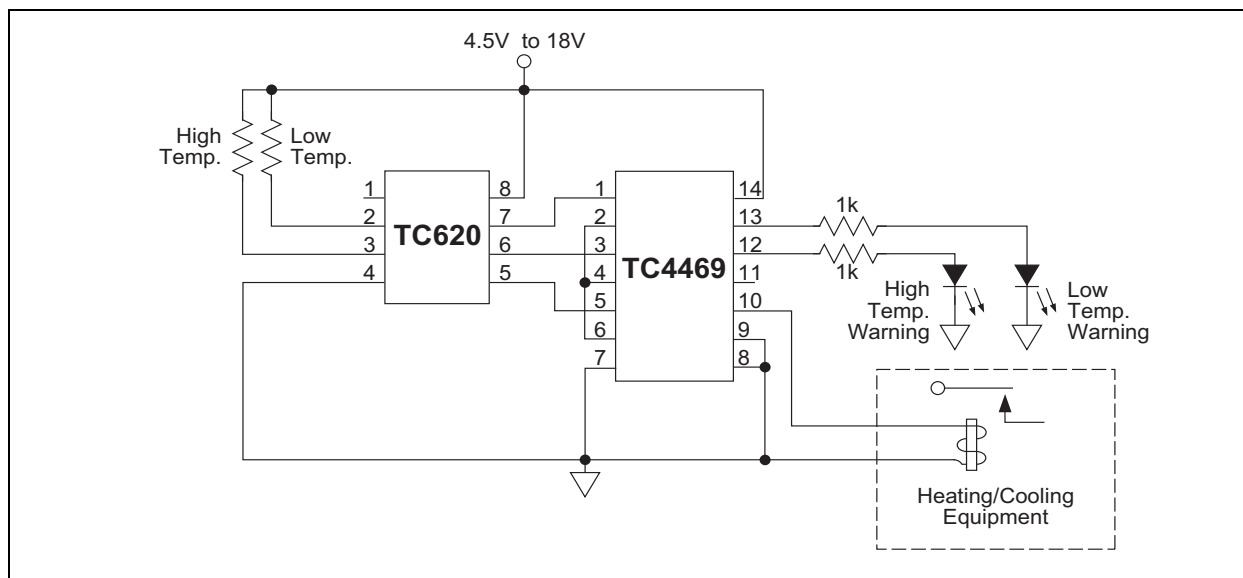 4.5V to 18V
High
Temp.
Low
Temp.
1
2
3
4
TC620
8
7
6
5
1
2
3
4
5
6
7
TC4469
14
13
12
11
10
9
8
1k
1k
High
Temp.
Warning
Low
Temp.
Warning
Heating/Cooling
Equipment